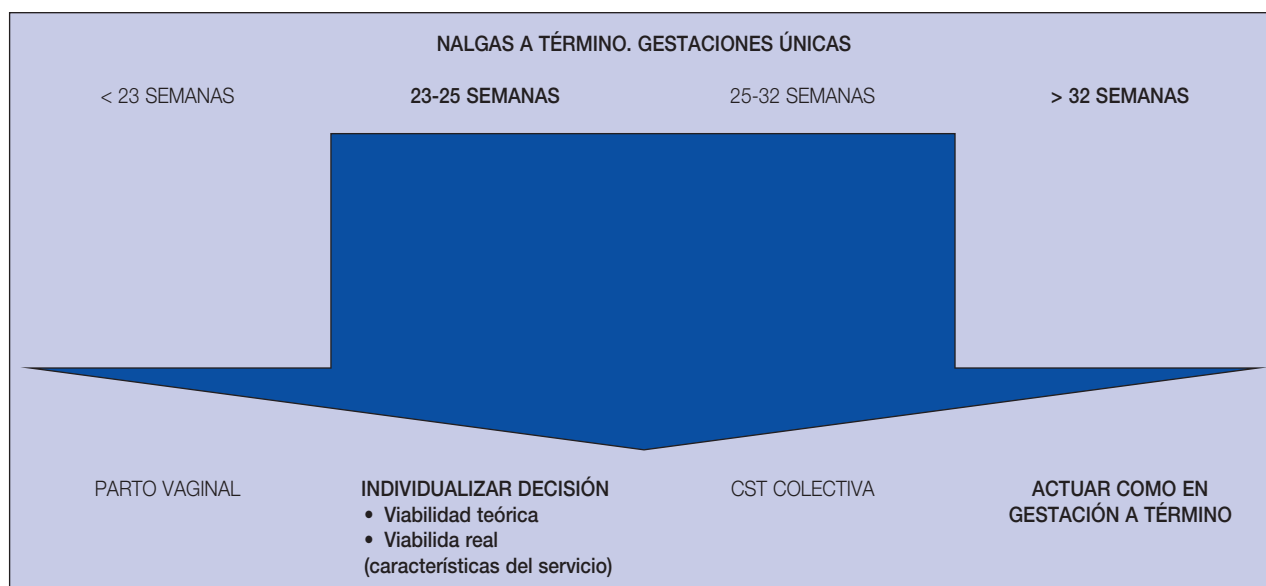 NALGAS A TÉRMINO. GESTACIONES ÚNICAS
< 23 SEMANAS
23-25 SEMANAS
25-32 SEMANAS
> 32 SEMANAS
PARTO VAGINAL
INDIVIDUALIZAR DECISIÓN
• Viabilidad teórica
• Viabilida real
(características del servicio)
CST COLECTIVA
ACTUAR COMO EN
GESTACIÓN A TÉRMINO